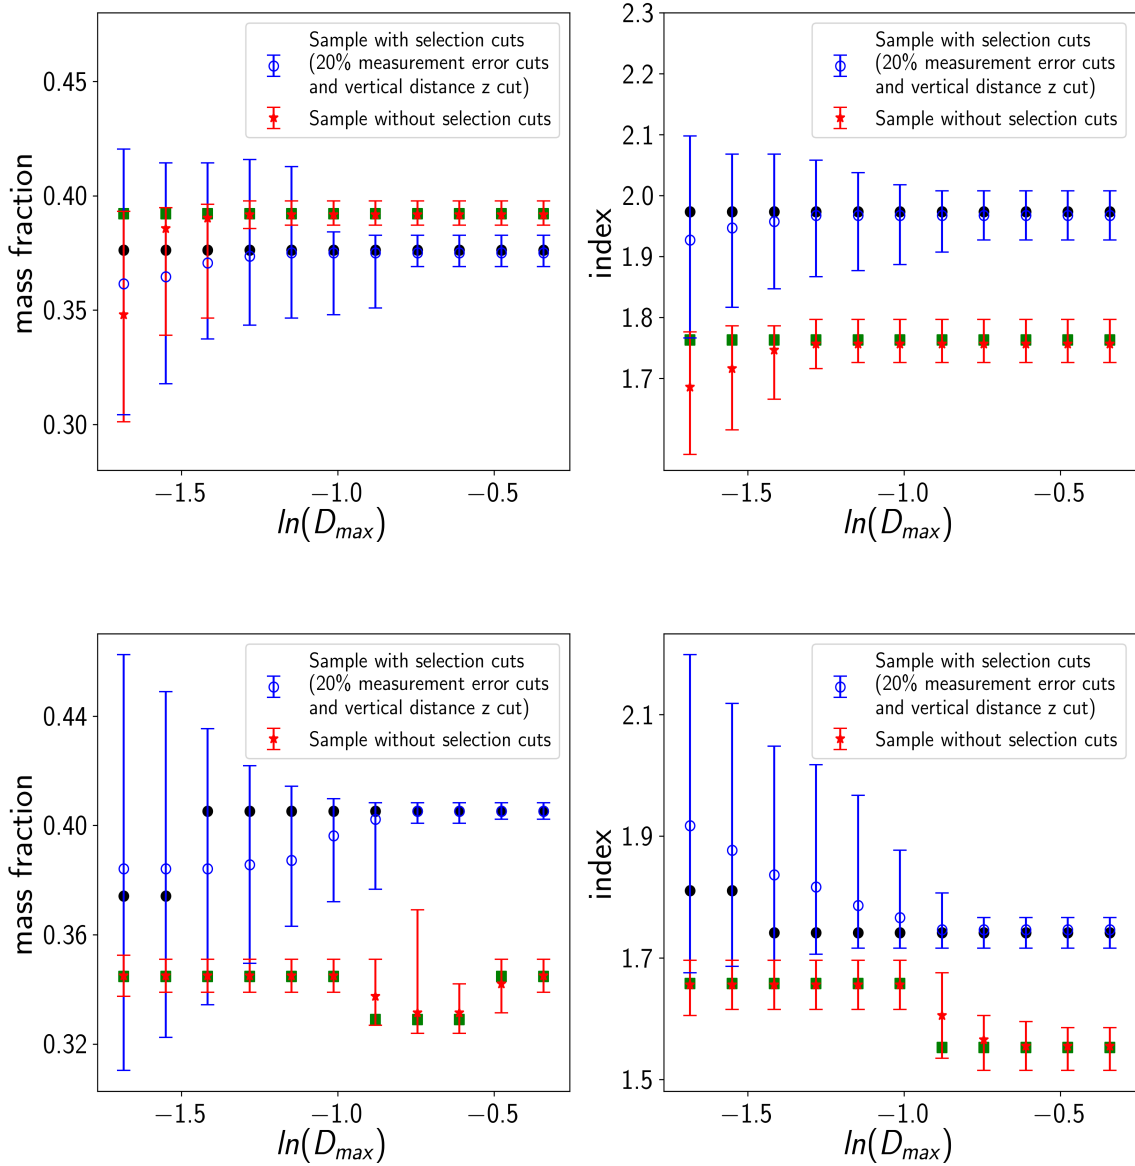 Sample with selection cuts
(20% measurement error cuts
and vertical distance z cut)
Sample without selection cuts
0.45
0.40
0.35
0.30
mass fraction
−1.5 −1.0 −0.5
ln(Dmax)
Sample with selection cuts
(20% measurement error cuts
and vertical distance z cut)
Sample without selection cuts
2.3
2.2
2.1
2.0
1.9
1.8
1.7
index
−1.5 −1.0 −0.5
ln(Dmax)
Sample with selection cuts
(20% measurement error cuts
and vertical distance z cut)
Sample without selection cuts
0.44
0.40
0.36
0.32
mass fraction
−1.5 −1.0 −0.5
ln(Dmax)
Sample with selection cuts
(20% measurement error cuts
and vertical distance z cut)
Sample without selection cuts
2.1
1.9
1.7
1.5
index
−1.5 −1.0 −0.5
ln(Dmax)